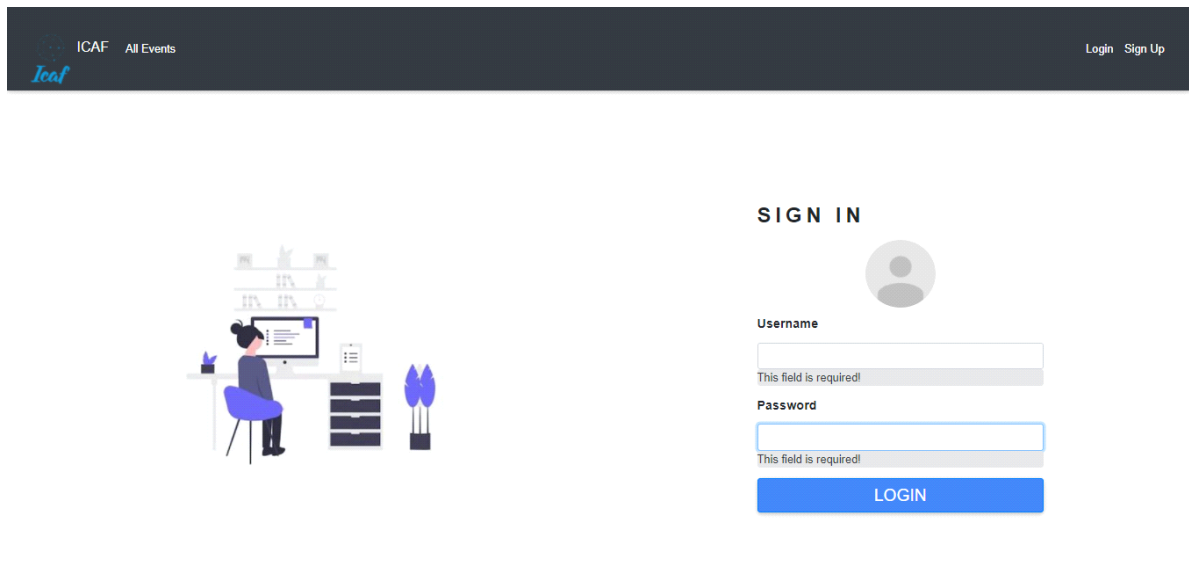 ICAF All Events Login Sign Up
Icaf
SIGN IN
Username
This field is required!
Password
This field is required!
LOGIN